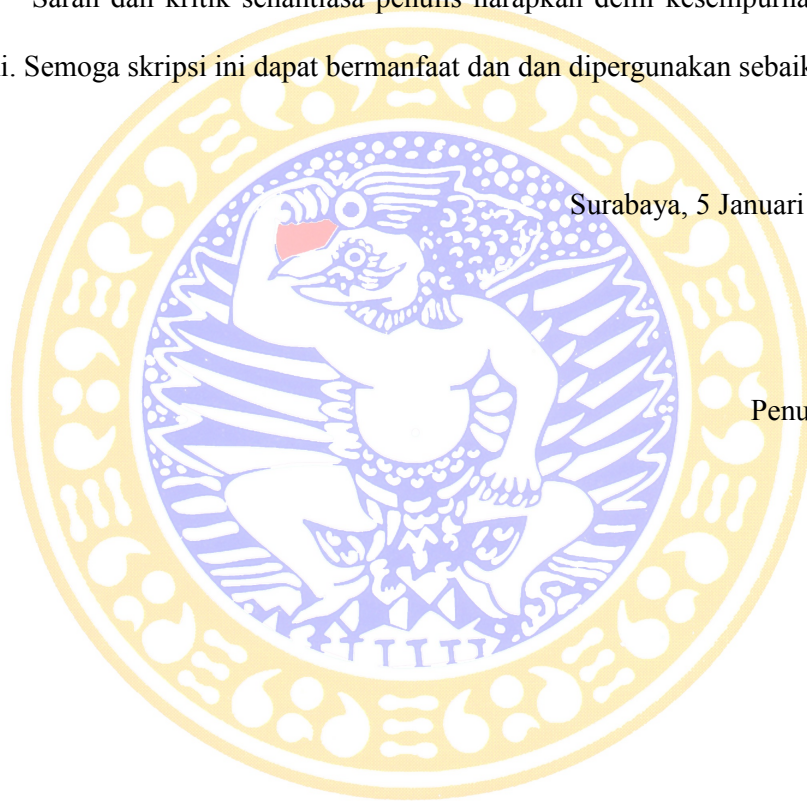 Saran dan kritik senantiasa penulis harapkan demi kesempurna
i. Semoga skripsi ini dapat bermanfaat dan dan dipergunakan sebaik
Surabaya, 5 Januari
Penu